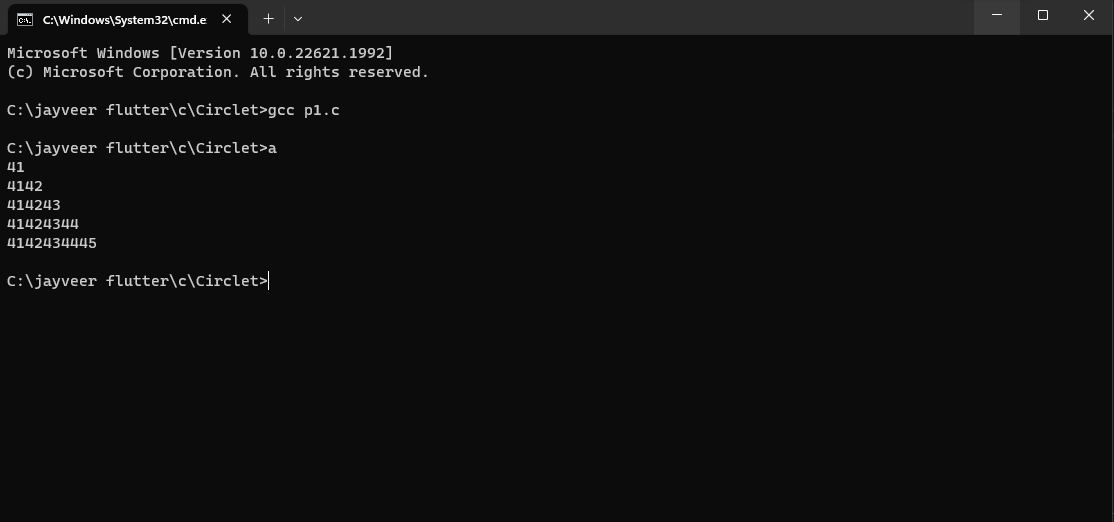 C:\Windows\System32\cmd.e
Microsoft Windows [Version 10.0.22621.1992]
(c) Microsoft Corporation. All rights reserved.
C:\jayveer flutter\c\Circlet>gcc p1.c
C:\jayveer flutter\c\Circlet>a
41
4142
414243
41424344
4142434445
C:\jayveer flutter\c\Circlet>